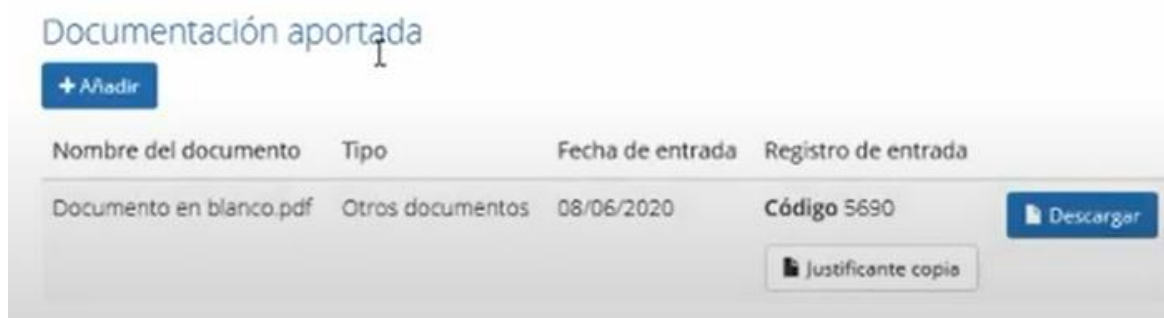 Documentación aportada
+ Añadir
Nombre del documento Tipo Fecha de entrada Registro de entrada
Documento en blanco.pdf Otros documentos 08/06/2020 Código 5690 Descargar
Justificante copia